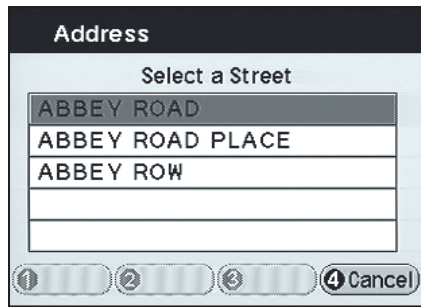 Address
Select a Street
ABBEY ROAD
ABBEY ROAD PLACE
ABBEY ROW
1 2 3 4 Cancel